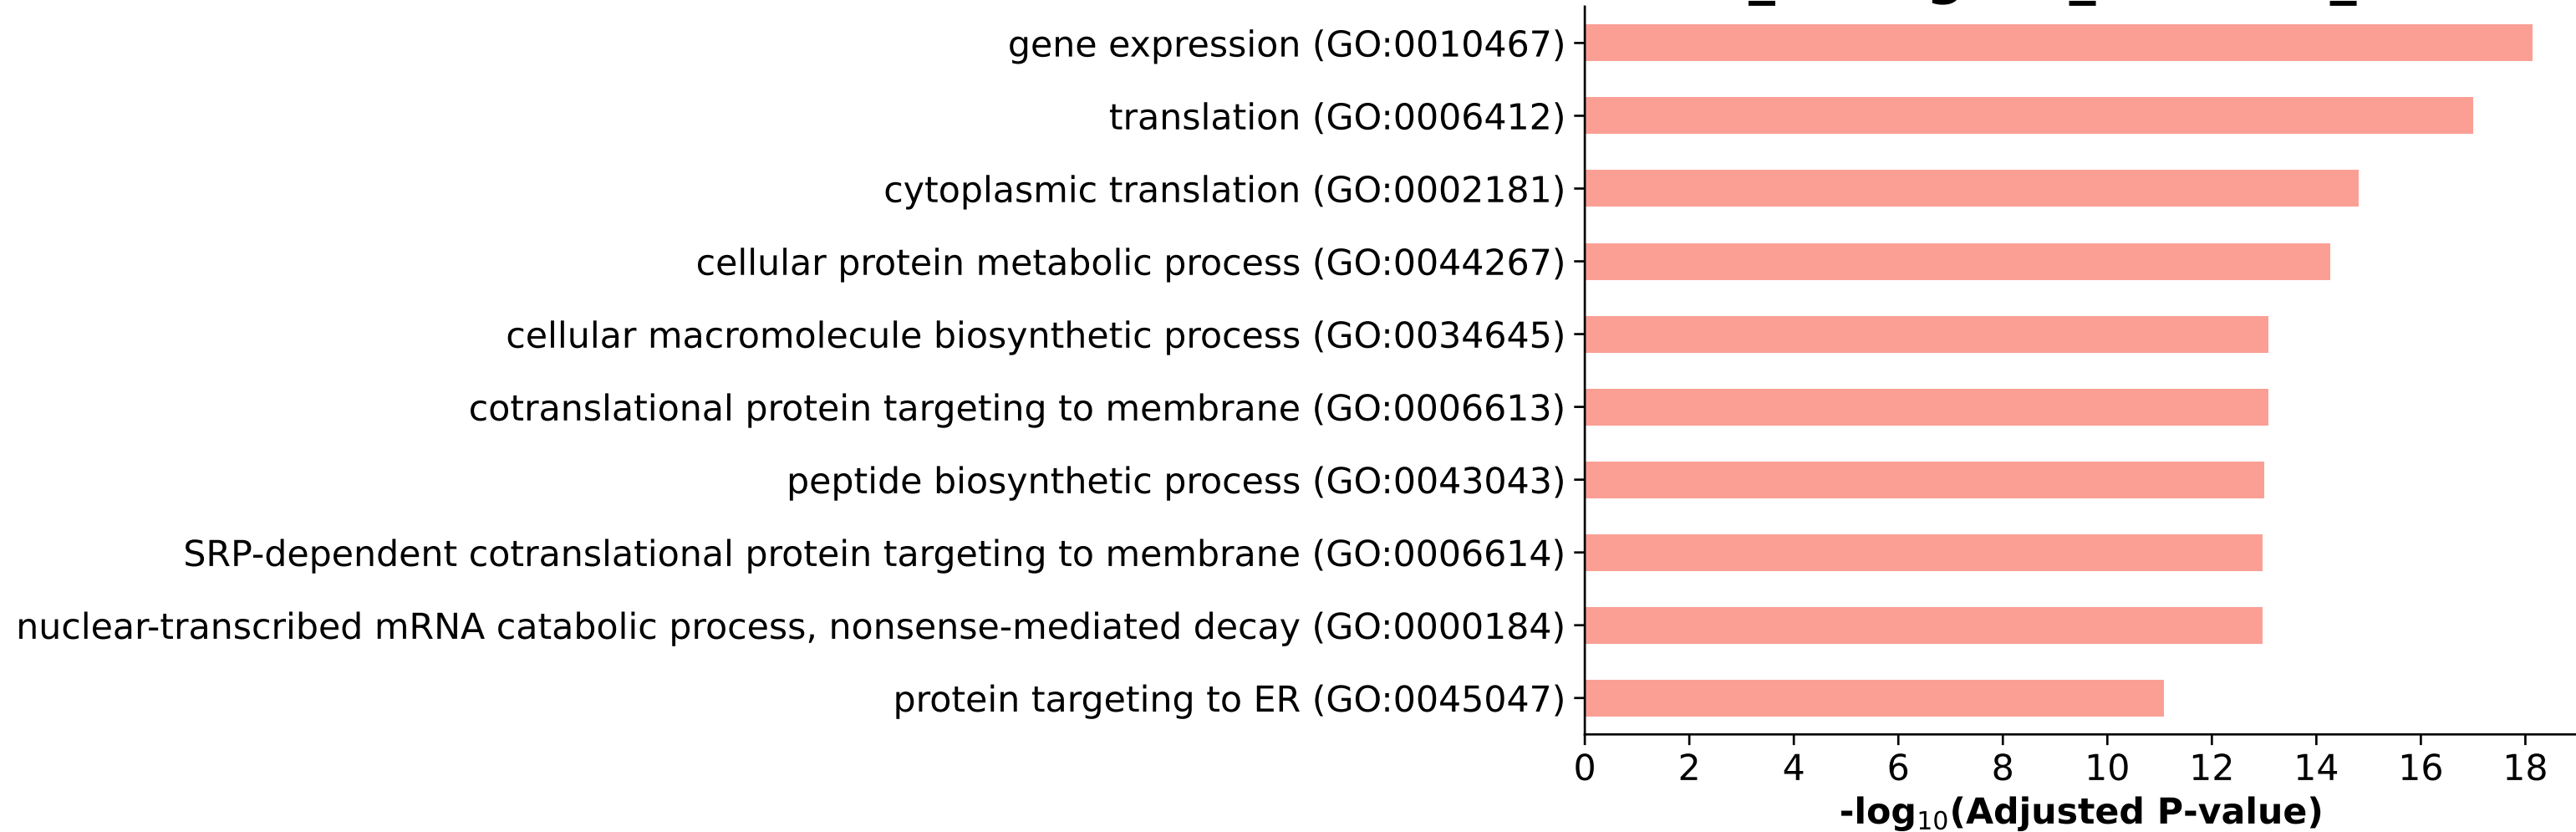 gene expression (GO:0010467)
translation (GO:0006412)
cytoplasmic translation (GO:0002181)
cellular protein metabolic process (GO:0044267)
cellular macromolecule biosynthetic process (GO:0034645)
cotranslational protein targeting to membrane (GO:0006613)
peptide biosynthetic process (GO:0043043)
SRP-dependent cotranslational protein targeting to membrane (GO:0006614)
nuclear-transcribed mRNA catabolic process, nonsense-mediated decay (GO:0000184)
protein targeting to ER (GO:0045047)
0 2 4 6 8 10 12 14 16 18
-log₁₀(Adjusted P-value)